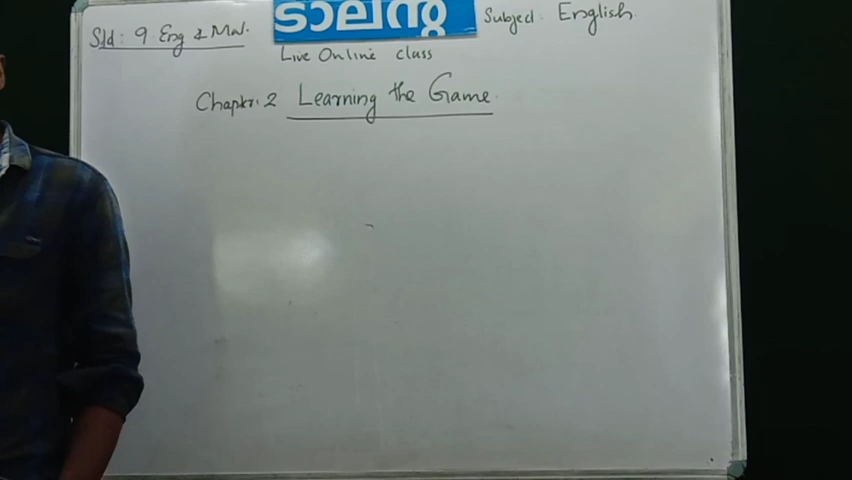 Std : 9 Eng & Mal.
Subject : English
Live Online class
Chapter : 2 Learning the Game.